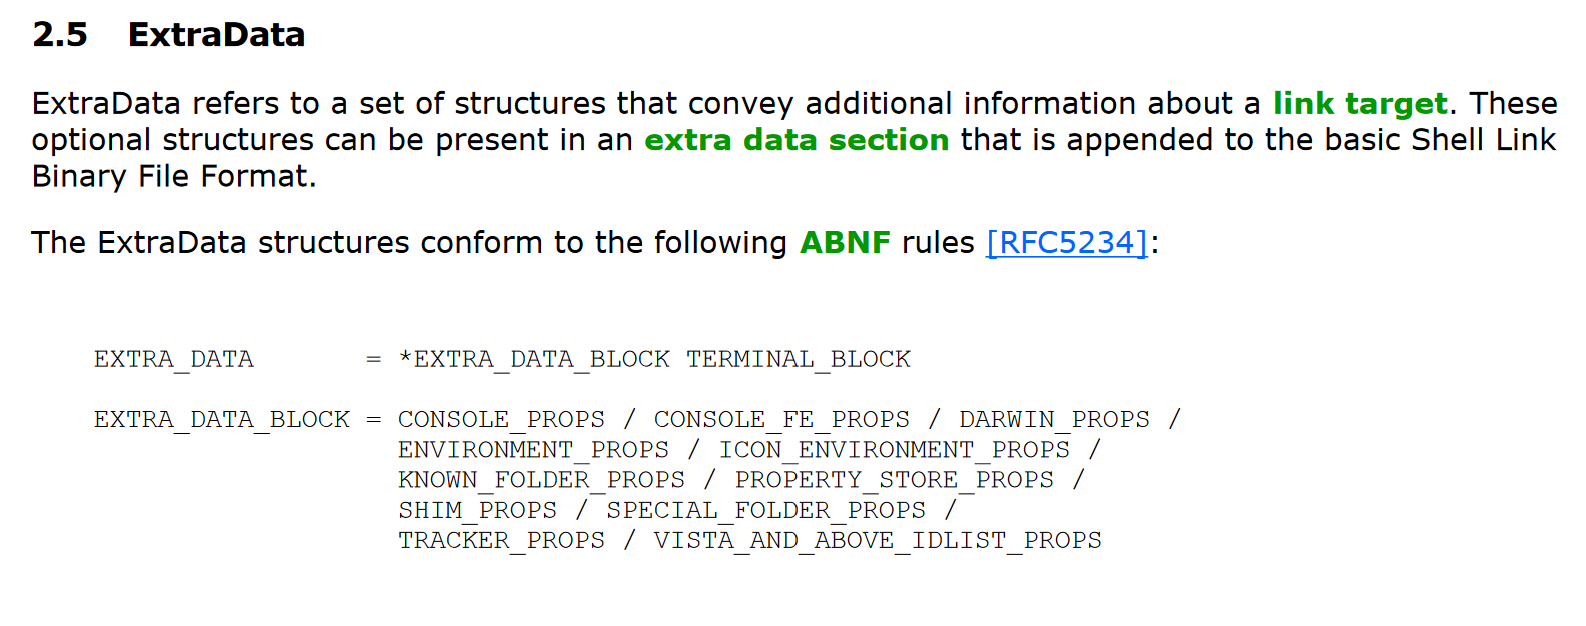 2.5 ExtraData
ExtraData refers to a set of structures that convey additional information about a link target. These
optional structures can be present in an extra data section that is appended to the basic Shell Link
Binary File Format.
The ExtraData structures conform to the following ABNF rules [RFC5234]:
EXTRA_DATA = *EXTRA_DATA_BLOCK TERMINAL_BLOCK
EXTRA_DATA_BLOCK = CONSOLE_PROPS / CONSOLE_FE_PROPS / DARWIN_PROPS /
ENVIRONMENT_PROPS / ICON_ENVIRONMENT_PROPS /
KNOWN_FOLDER_PROPS / PROPERTY_STORE_PROPS /
SHIM_PROPS / SPECIAL_FOLDER_PROPS /
TRACKER_PROPS / VISTA_AND_ABOVE_IDLIST_PROPS